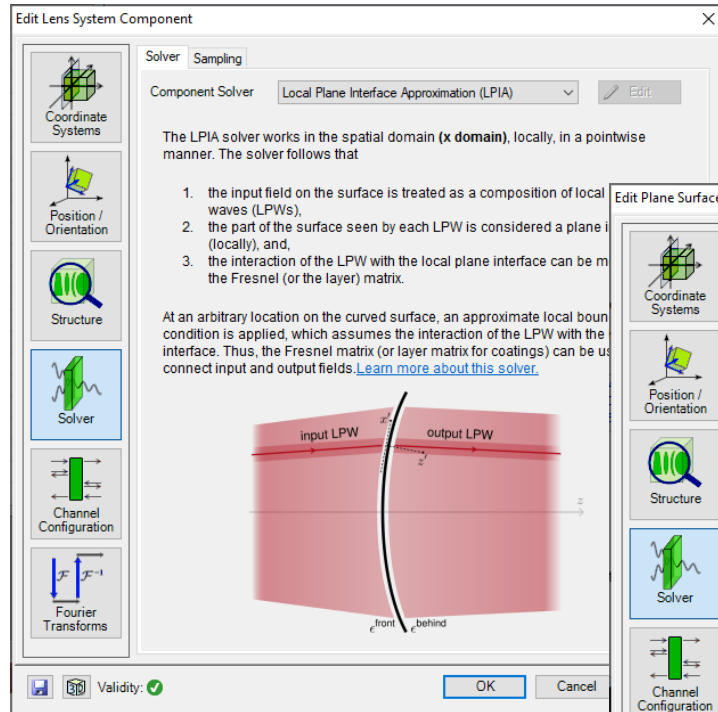 Edit Lens System Component
Solver Sampling
Component Solver Local Plane Interface Approximation (LPIA) Edit
Coordinate
Systems
Position /
Orientation
Structure
Solver
Channel
Configuration
F F⁻¹
Fourier
Transforms
The LPIA solver works in the spatial domain (x domain), locally, in a pointwise
manner. The solver follows that
1. the input field on the surface is treated as a composition of local
waves (LPWs),
2. the part of the surface seen by each LPW is considered a plane
(locally), and,
3. the interaction of the LPW with the local plane interface can be
the Fresnel (or the layer) matrix.
At an arbitrary location on the curved surface, an approximate local
condition is applied, which assumes the interaction of the LPW with the
interface. Thus, the Fresnel matrix (or layer matrix for coatings) can be
connect input and output fields.Learn more about this solver.
x′
input LPW output LPW
z′
z
ϵfront ϵbehind
Validity: OK Cancel
Edit Plane Surface
Coordinate
Systems
Position /
Orientation
Structure
Solver
Channel
Configuration